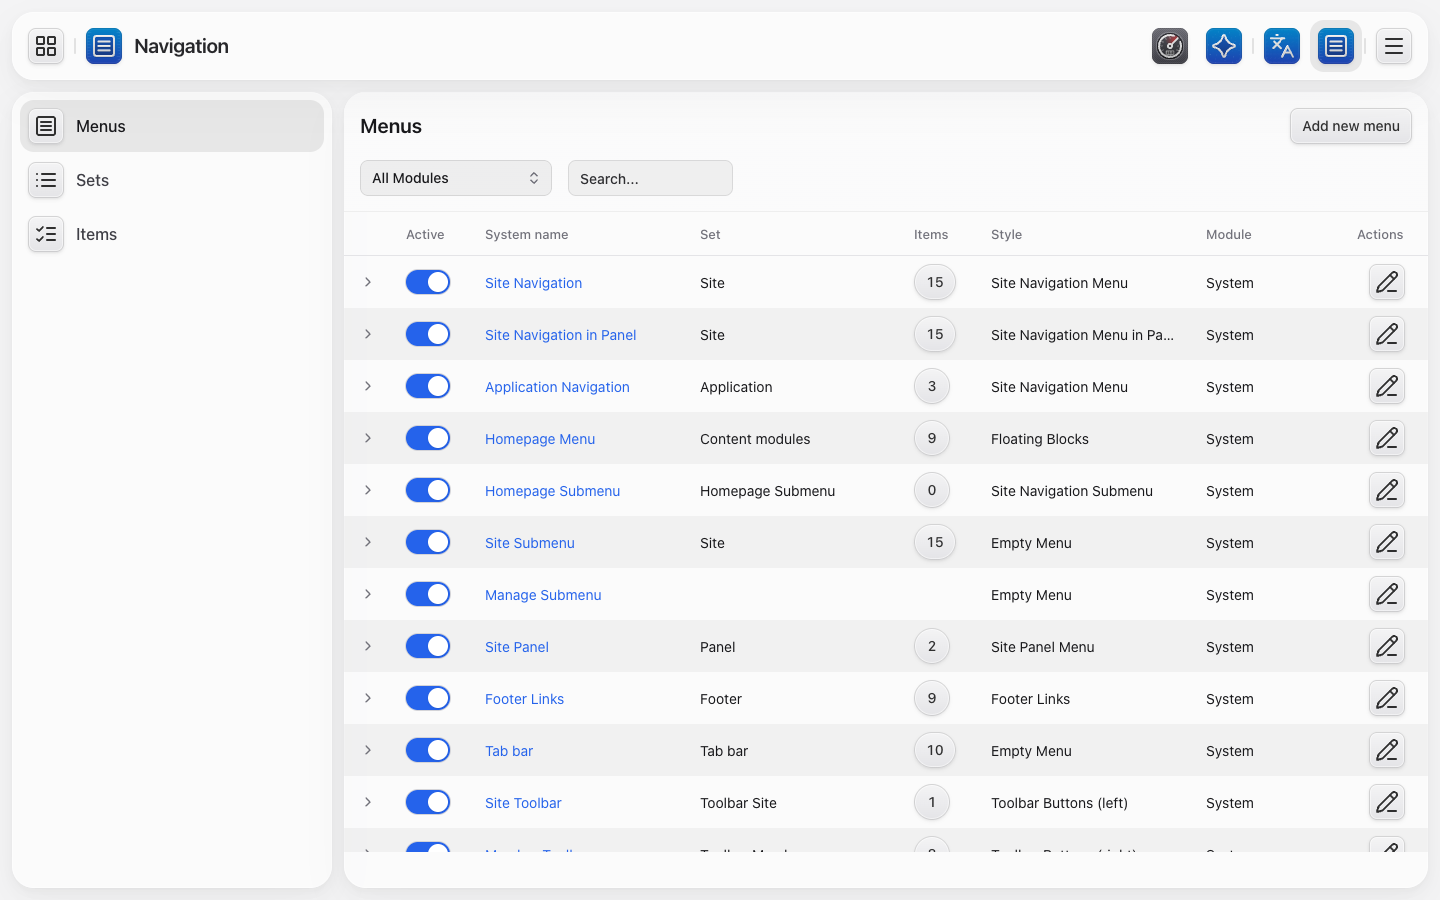 Navigation
Menus
Sets
Items
Menus
Add new menu
All Modules
Search...
Active System name Set Items Style Module Actions
Site Navigation Site 15 Site Navigation Menu System
Site Navigation in Panel Site 15 Site Navigation Menu in Pa... System
Application Navigation Application 3 Site Navigation Menu System
Homepage Menu Content modules 9 Floating Blocks System
Homepage Submenu Homepage Submenu 0 Site Navigation Submenu System
Site Submenu Site 15 Empty Menu System
Manage Submenu Empty Menu System
Site Panel Panel 2 Site Panel Menu System
Footer Links Footer 9 Footer Links System
Tab bar Tab bar 10 Empty Menu System
Site Toolbar Toolbar Site 1 Toolbar Buttons (left) System